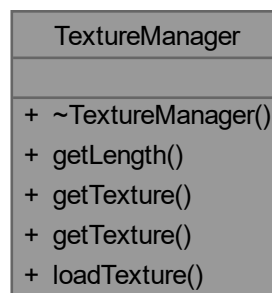 TextureManager
+ ~TextureManager()
+ getLength()
+ getTexture()
+ getTexture()
+ loadTexture()